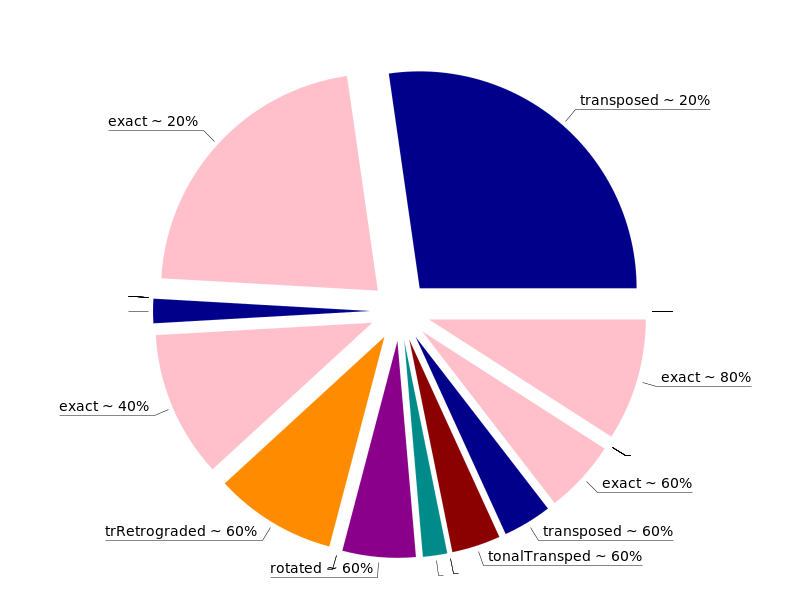 transposed ~ 20%
exact ~ 20%
exact ~ 80%
exact ~ 40%
exact ~ 60%
trRetrograded ~ 60%
transposed ~ 60%
tonalTransped ~ 60%
rotated ~ 60%